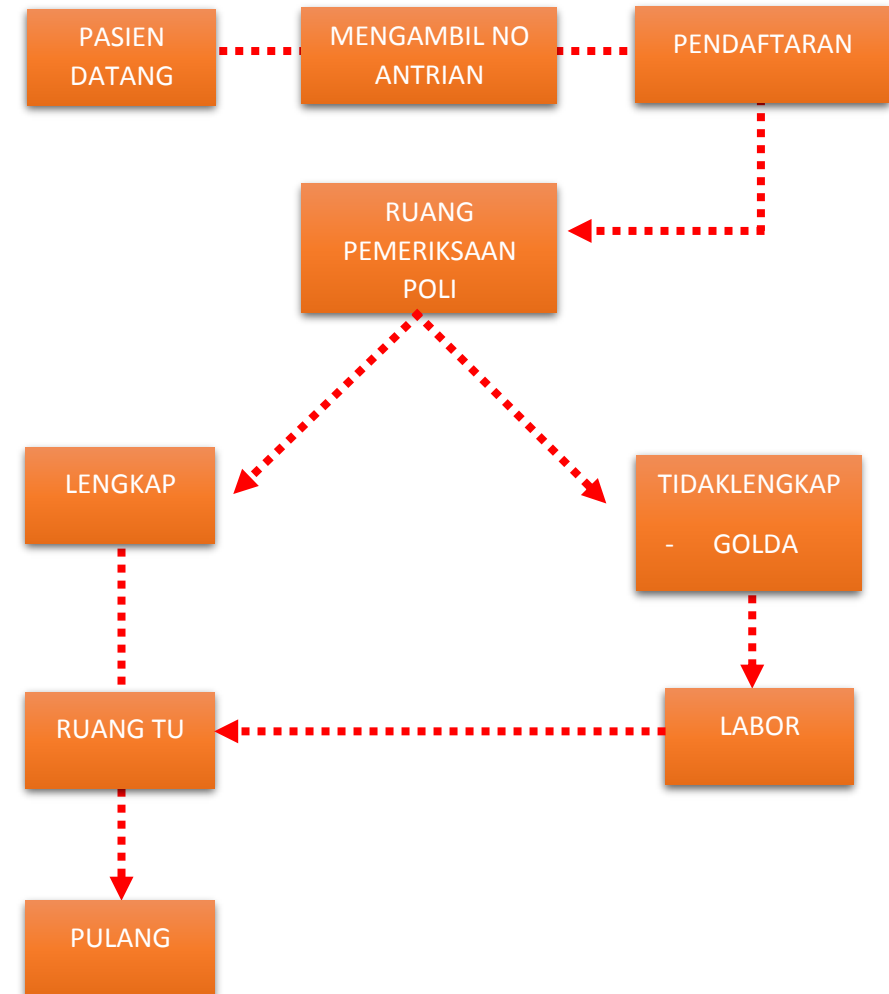 PASIEN
DATANG
MENGAMBIL NO
ANTRIAN
PENDAFTARAN
RUANG
PEMERIKSAAN
POLI
LENGKAP
TIDAKLENGKAP
- GOLDA
RUANG TU
LABOR
PULANG